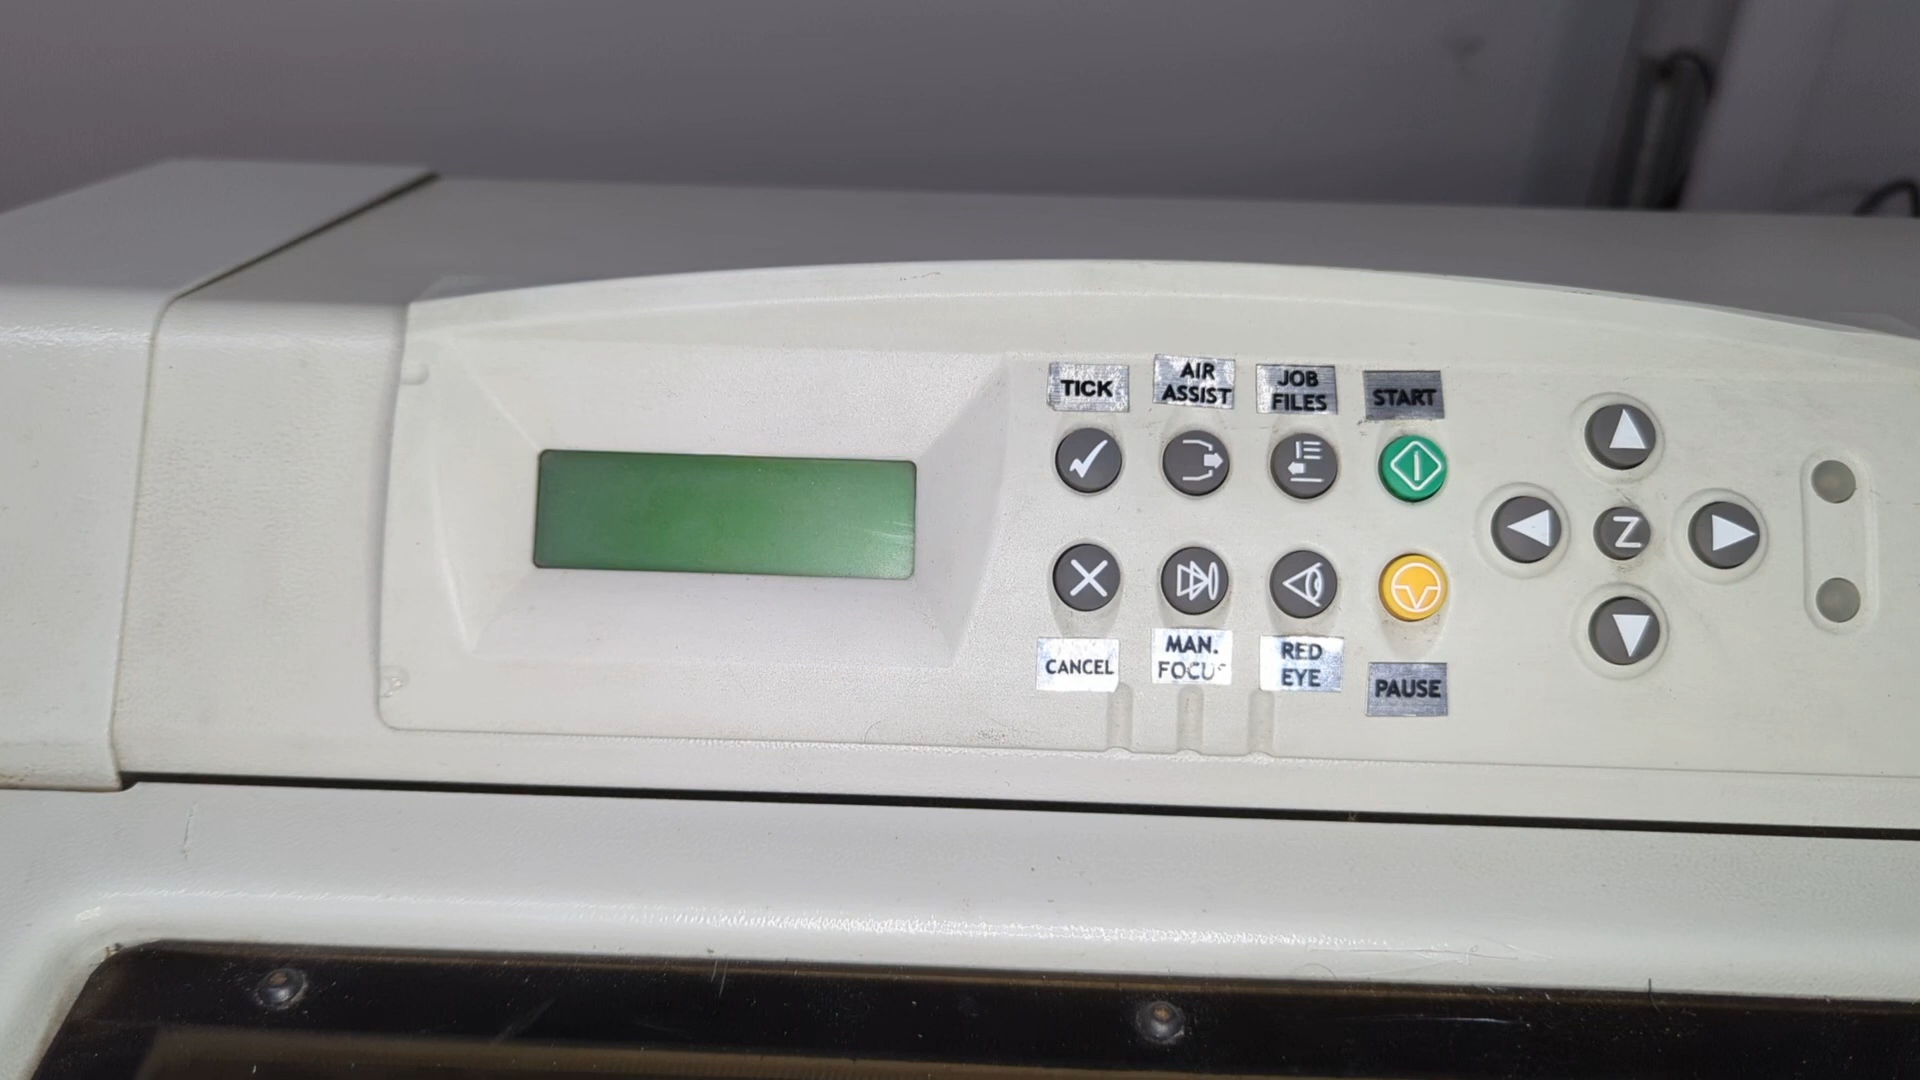 TICK
AIR
ASSIST
JOB
FILES
START
Z
CANCEL
MAN.
FOCUS
RED
EYE
PAUSE